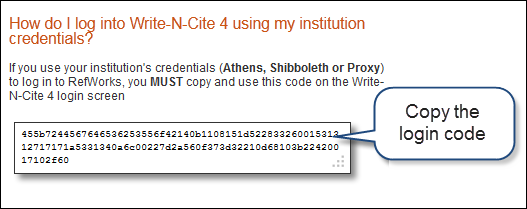 How do I log into Write-N-Cite 4 using my institution
credentials?
If you use your institution's credentials (Athens, Shibboleth or Proxy)
to log in to RefWorks, you MUST copy and use this code on the Write-
N-Cite 4 login screen
455b7244567646536253556f42140b1108151d522833260015313
12717171a5331340a6c00227d2a560f373d32210d68103b224200
17102f60
Copy the
login code